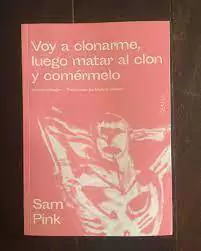 Voy a clonarme,
luego matar al clon
y comérmelo
Sam
Pink